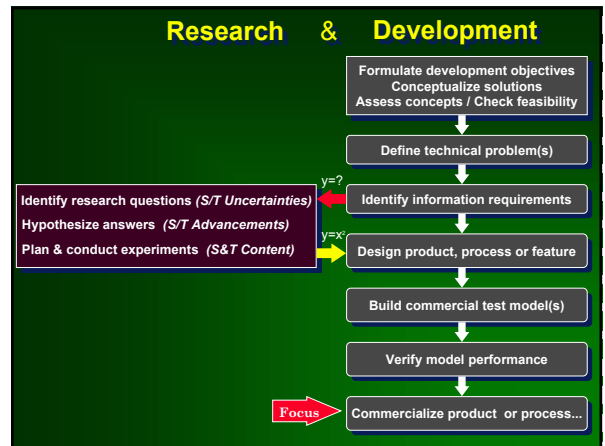 Research & Development
Formulate development objectives
Conceptualize solutions
Assess concepts / Check feasibility
Define technical problem(s)
y=?
Identify research questions (S/T Uncertainties)
Identify information requirements
Hypothesize answers (S/T Advancements)
y=x²
Plan & conduct experiments (S&T Content)
Design product, process or feature
Build commercial test model(s)
Verify model performance
Focus
Commercialize product or process...